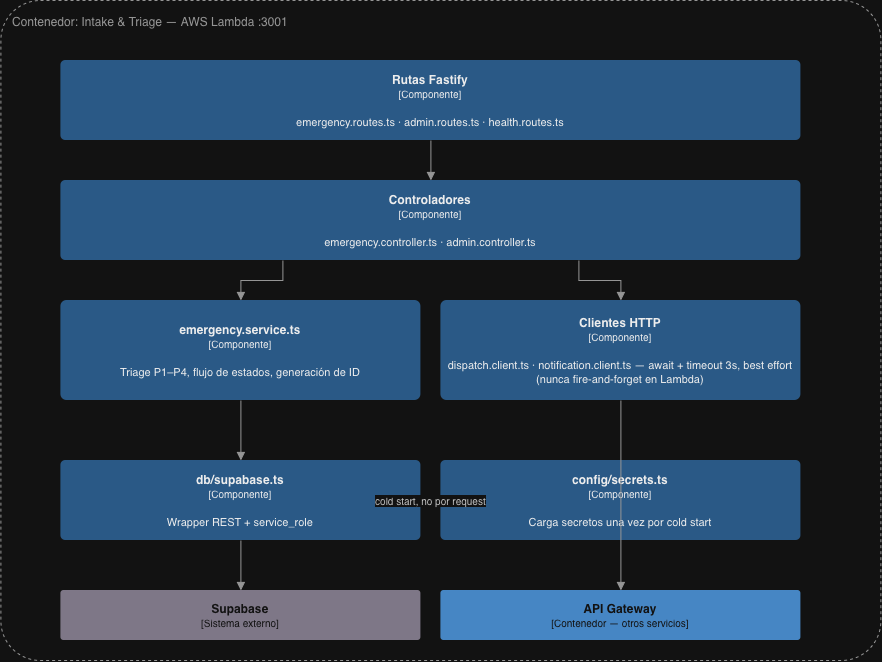 Contenedor: Intake & Triage — AWS Lambda :3001
Rutas Fastify
[Componente]
emergency.routes.ts · admin.routes.ts · health.routes.ts
Controladores
[Componente]
emergency.controller.ts · admin.controller.ts
emergency.service.ts
[Componente]
Triage P1–P4, flujo de estados, generación de ID
Clientes HTTP
[Componente]
dispatch.client.ts · notification.client.ts — await + timeout 3s, best effort
(nunca fire-and-forget en Lambda)
db/supabase.ts
[Componente]
Wrapper REST + service_role
cold start, no por request
config/secrets.ts
[Componente]
Carga secretos una vez por cold start
Supabase
[Sistema externo]
API Gateway
[Contenedor — otros servicios]